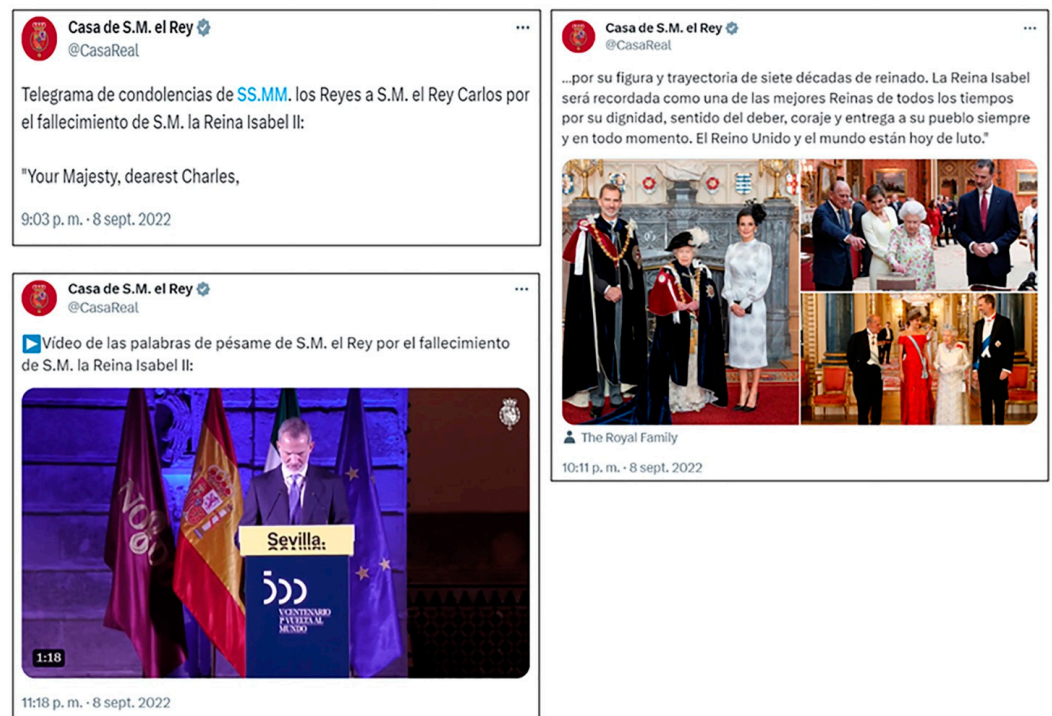 Casa de S.M. el Rey
@CasaReal
Telegrama de condolencias de SS.MM. los Reyes a S.M. el Rey Carlos por
el fallecimiento de S.M. la Reina Isabel II:
"Your Majesty, dearest Charles,
9:03 p. m. · 8 sept. 2022
Casa de S.M. el Rey
@CasaReal
Vídeo de las palabras de pésame de S.M. el Rey por el fallecimiento
de S.M. la Reina Isabel II:
NO8DO
Sevilla.
500
V CENTENARIO
1ª VUELTA AL
MUNDO
1:18
11:18 p. m. · 8 sept. 2022
Casa de S.M. el Rey
@CasaReal
...por su figura y trayectoria de siete décadas de reinado. La Reina Isabel
será recordada como una de las mejores Reinas de todos los tiempos
por su dignidad, sentido del deber, coraje y entrega a su pueblo siempre
y en todo momento. El Reino Unido y el mundo están hoy de luto."
The Royal Family
10:11 p. m. · 8 sept. 2022